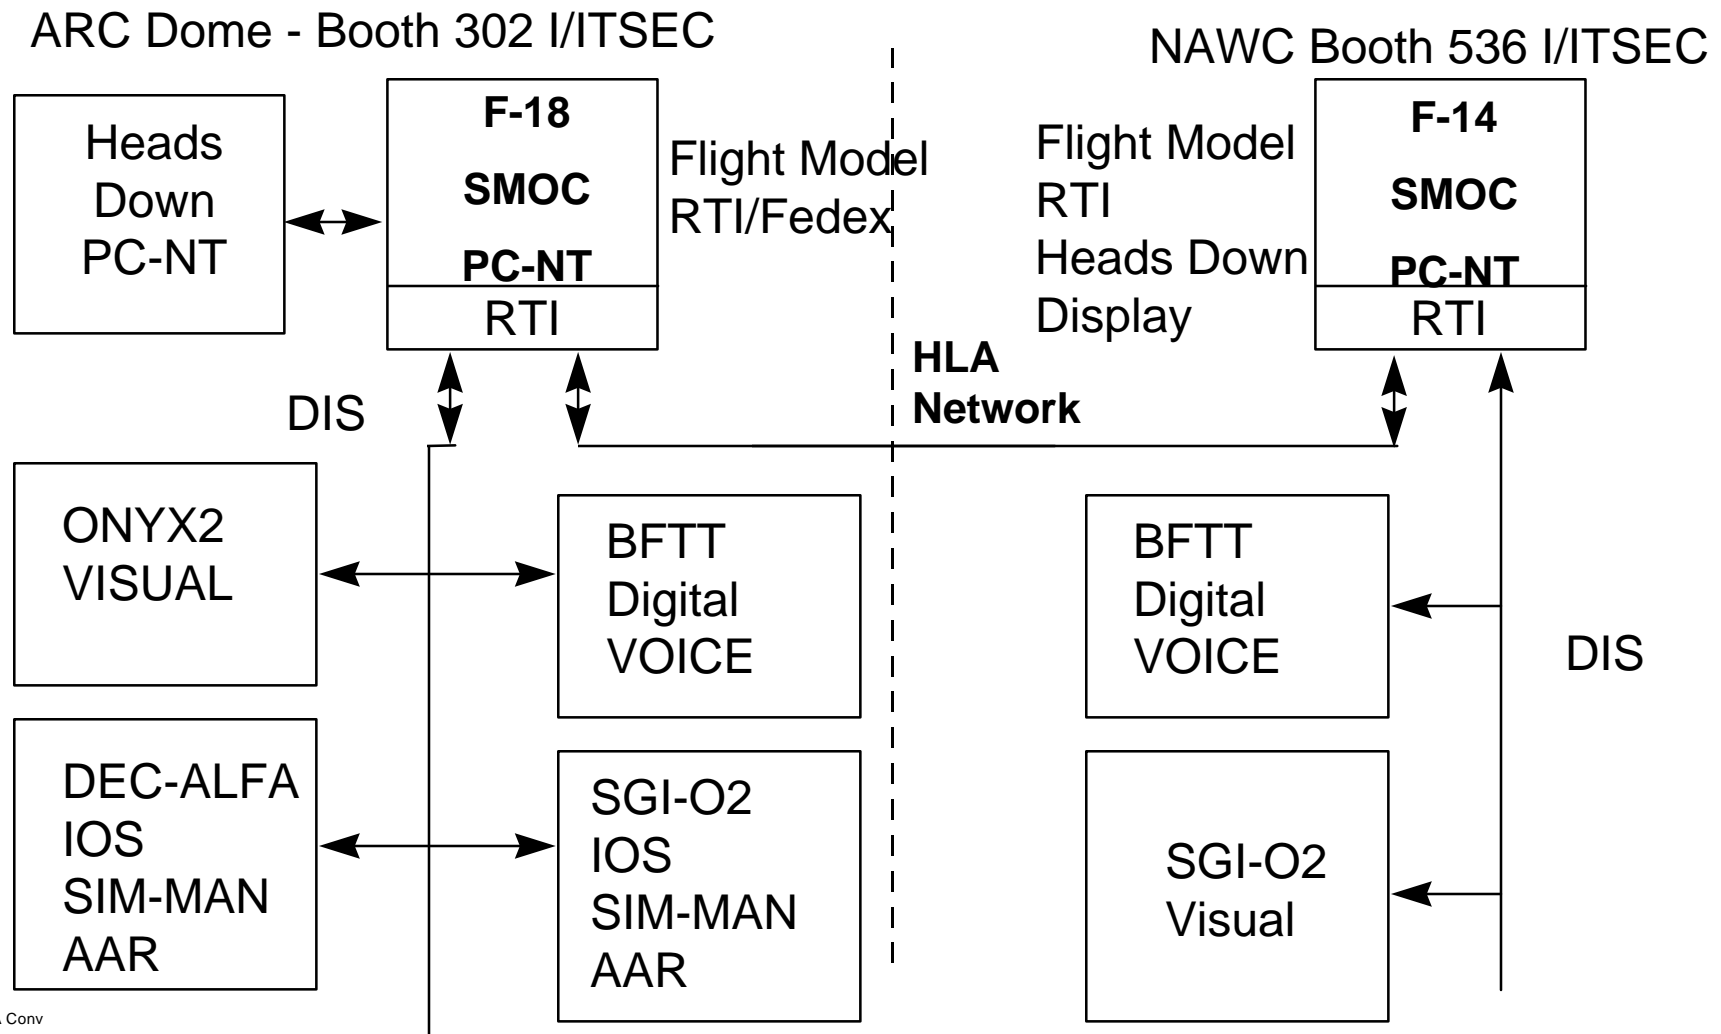 ARC Dome - Booth 302 I/ITSEC
NAWC Booth 536 I/ITSEC
Heads
Down
PC-NT
F-18
SMOC
PC-NT
RTI
Flight Model
RTI/Fedex
Flight Model
RTI
Heads Down
Display
F-14
SMOC
PC-NT
RTI
DIS
HLA
Network
ONYX2
VISUAL
BFTT
Digital
VOICE
BFTT
Digital
VOICE
DIS
DEC-ALFA
IOS
SIM-MAN
AAR
SGI-O2
IOS
SIM-MAN
AAR
SGI-O2
Visual
Conv